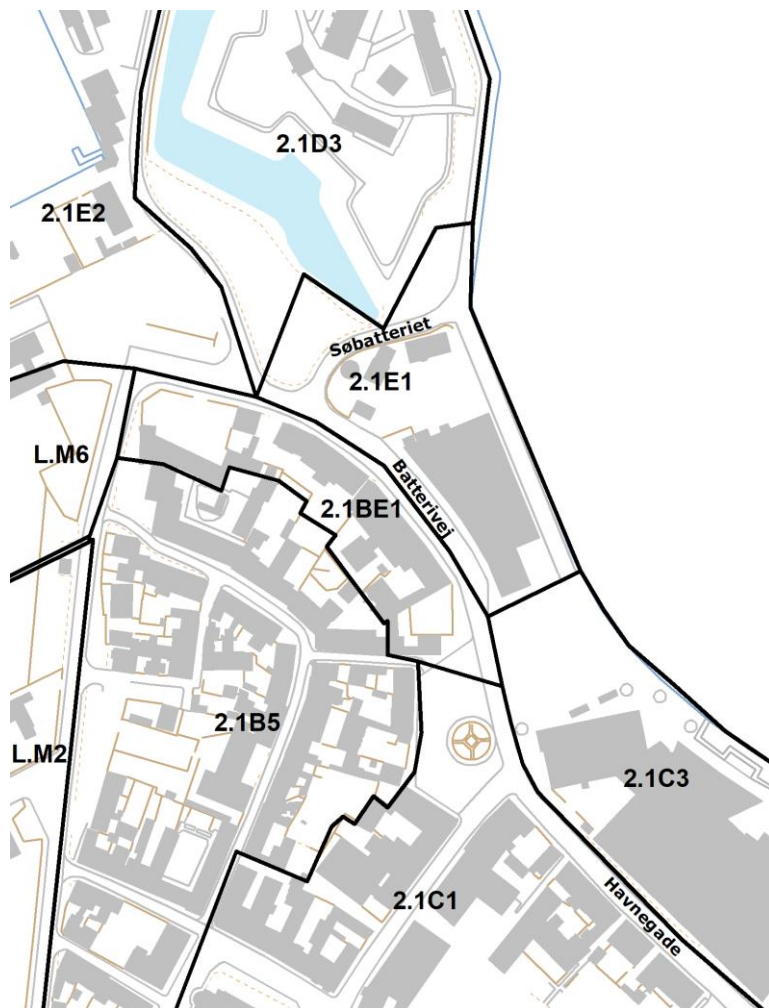 2.1D3
2.1E2
Søbatteriet
2.1E1
L.M6
Batterivej
2.1BE1
2.1B5
L.M2
2.1C3
2.1C1
Havnegade